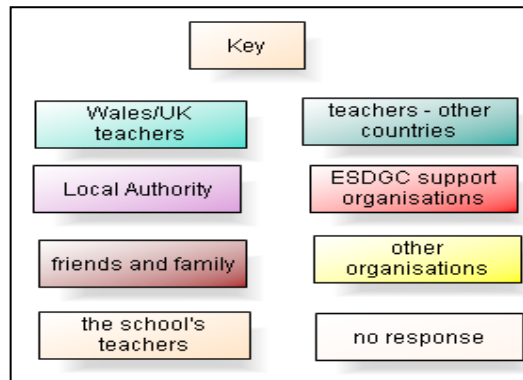 Key
Wales/UK
teachers
teachers - other
countries
Local Authority
ESDGC support
organisations
friends and family
other
organisations
the school's
teachers
no response